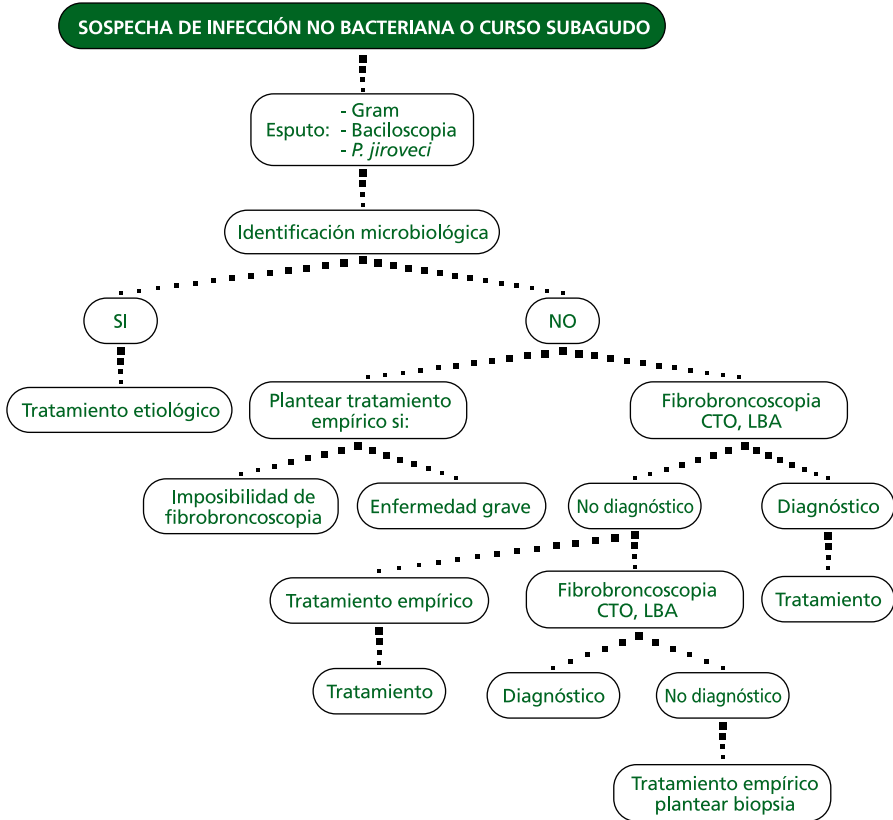 SOSPECHA DE INFECCIÓN NO BACTERIANA O CURSO SUBAGUDO
- Gram
Esputo: - Baciloscopia
- P. jiroveci
Identificación microbiológica
SI
NO
Tratamiento etiológico
Plantear tratamiento
empírico si:
Fibrobroncoscopia
CTO, LBA
Imposibilidad de
fibrobroncoscopia
Enfermedad grave
No diagnóstico
Diagnóstico
Tratamiento empírico
Fibrobroncoscopia
CTO, LBA
Tratamiento
Tratamiento
Diagnóstico
No diagnóstico
Tratamiento empírico
plantear biopsia